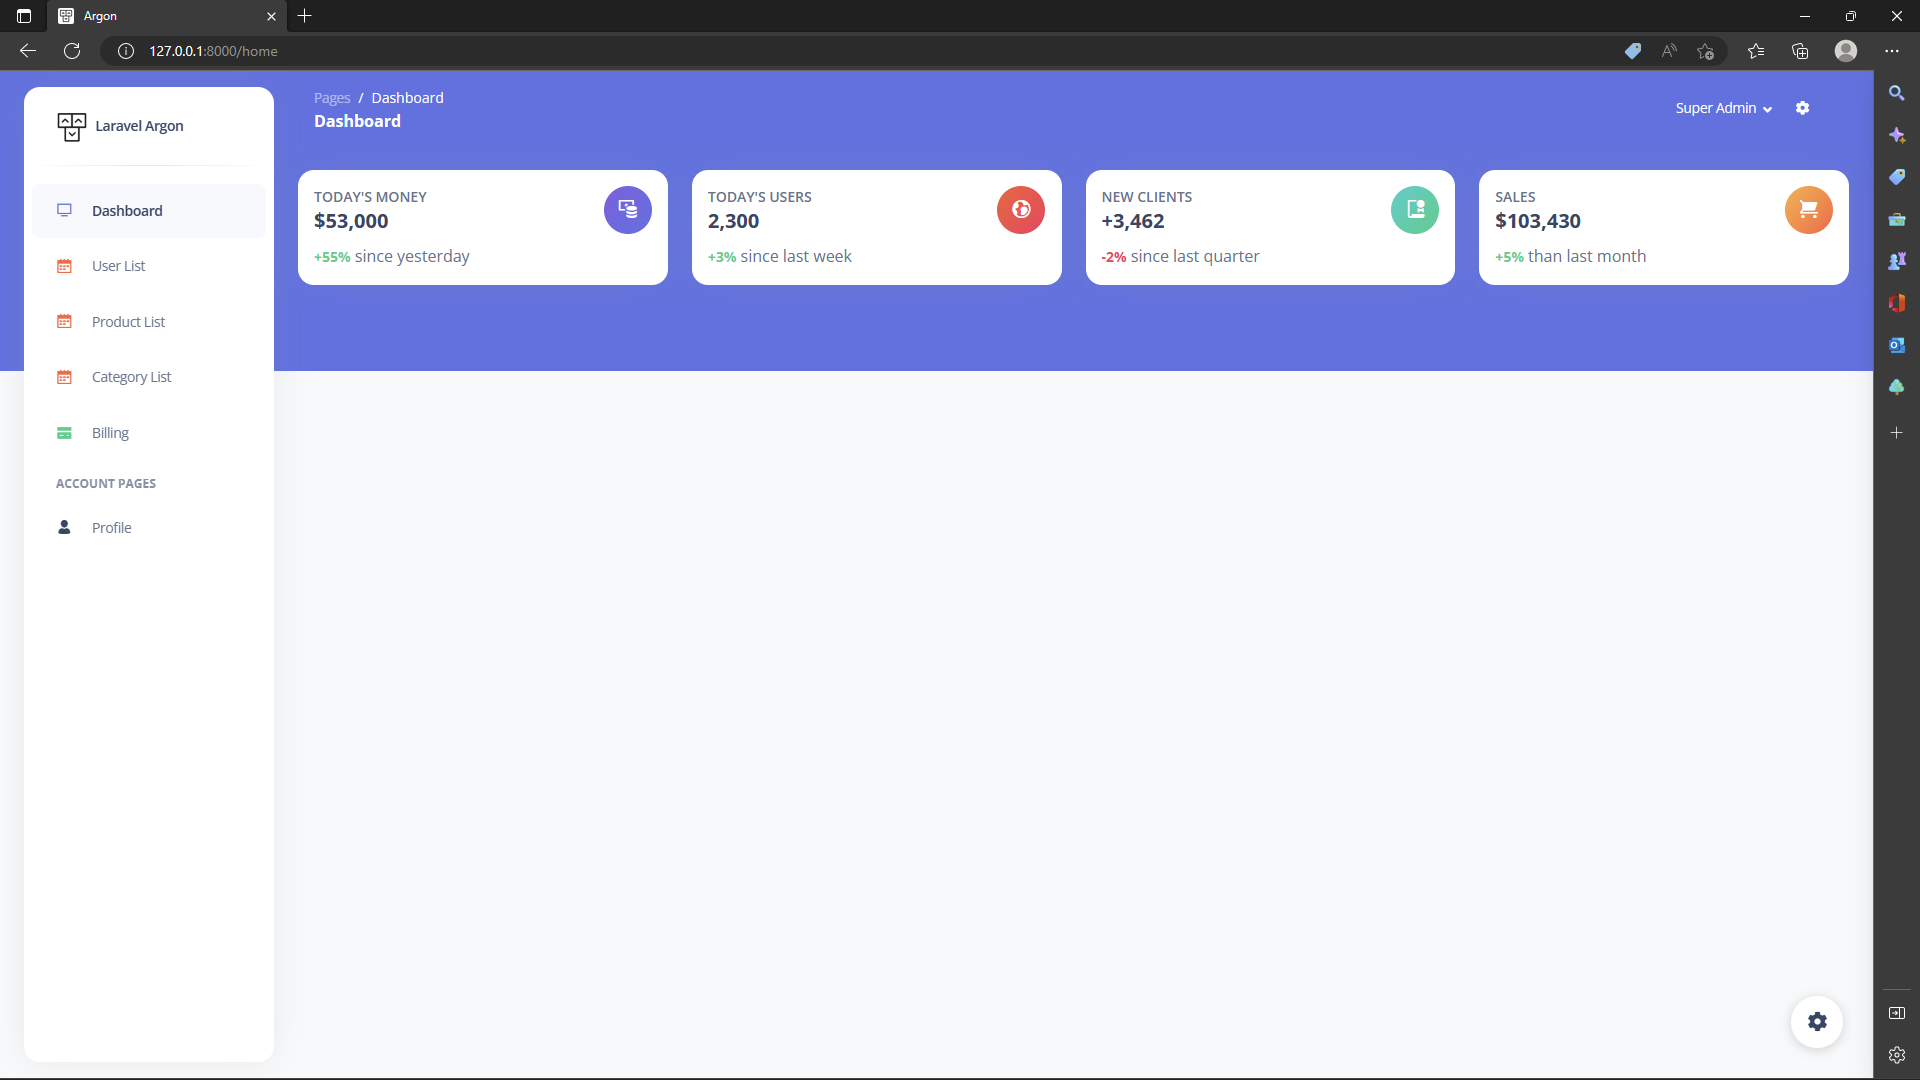 Argon
127.0.0.1:8000/home
Laravel Argon
Dashboard
User List
Product List
Category List
Billing
ACCOUNT PAGES
Profile
Pages / Dashboard
Dashboard
Super Admin
TODAY'S MONEY
$53,000
+55% since yesterday
TODAY'S USERS
2,300
+3% since last week
NEW CLIENTS
+3,462
-2% since last quarter
SALES
$103,430
+5% than last month